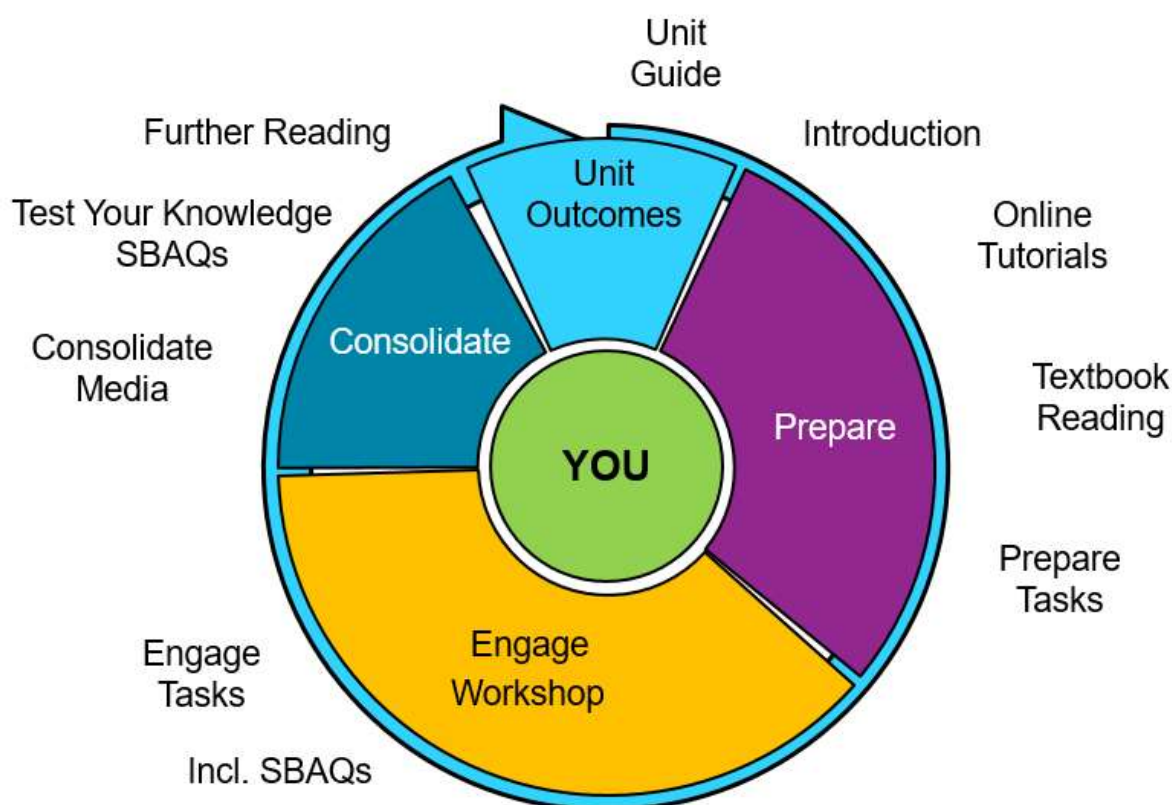 Unit
Guide
Introduction
Online
Tutorials
Textbook
Reading
Prepare
Tasks
Incl. SBAQs
Engage
Tasks
Consolidate
Media
Test Your Knowledge
SBAQs
Further Reading
Unit
Outcomes
Prepare
Engage
Workshop
Consolidate
YOU